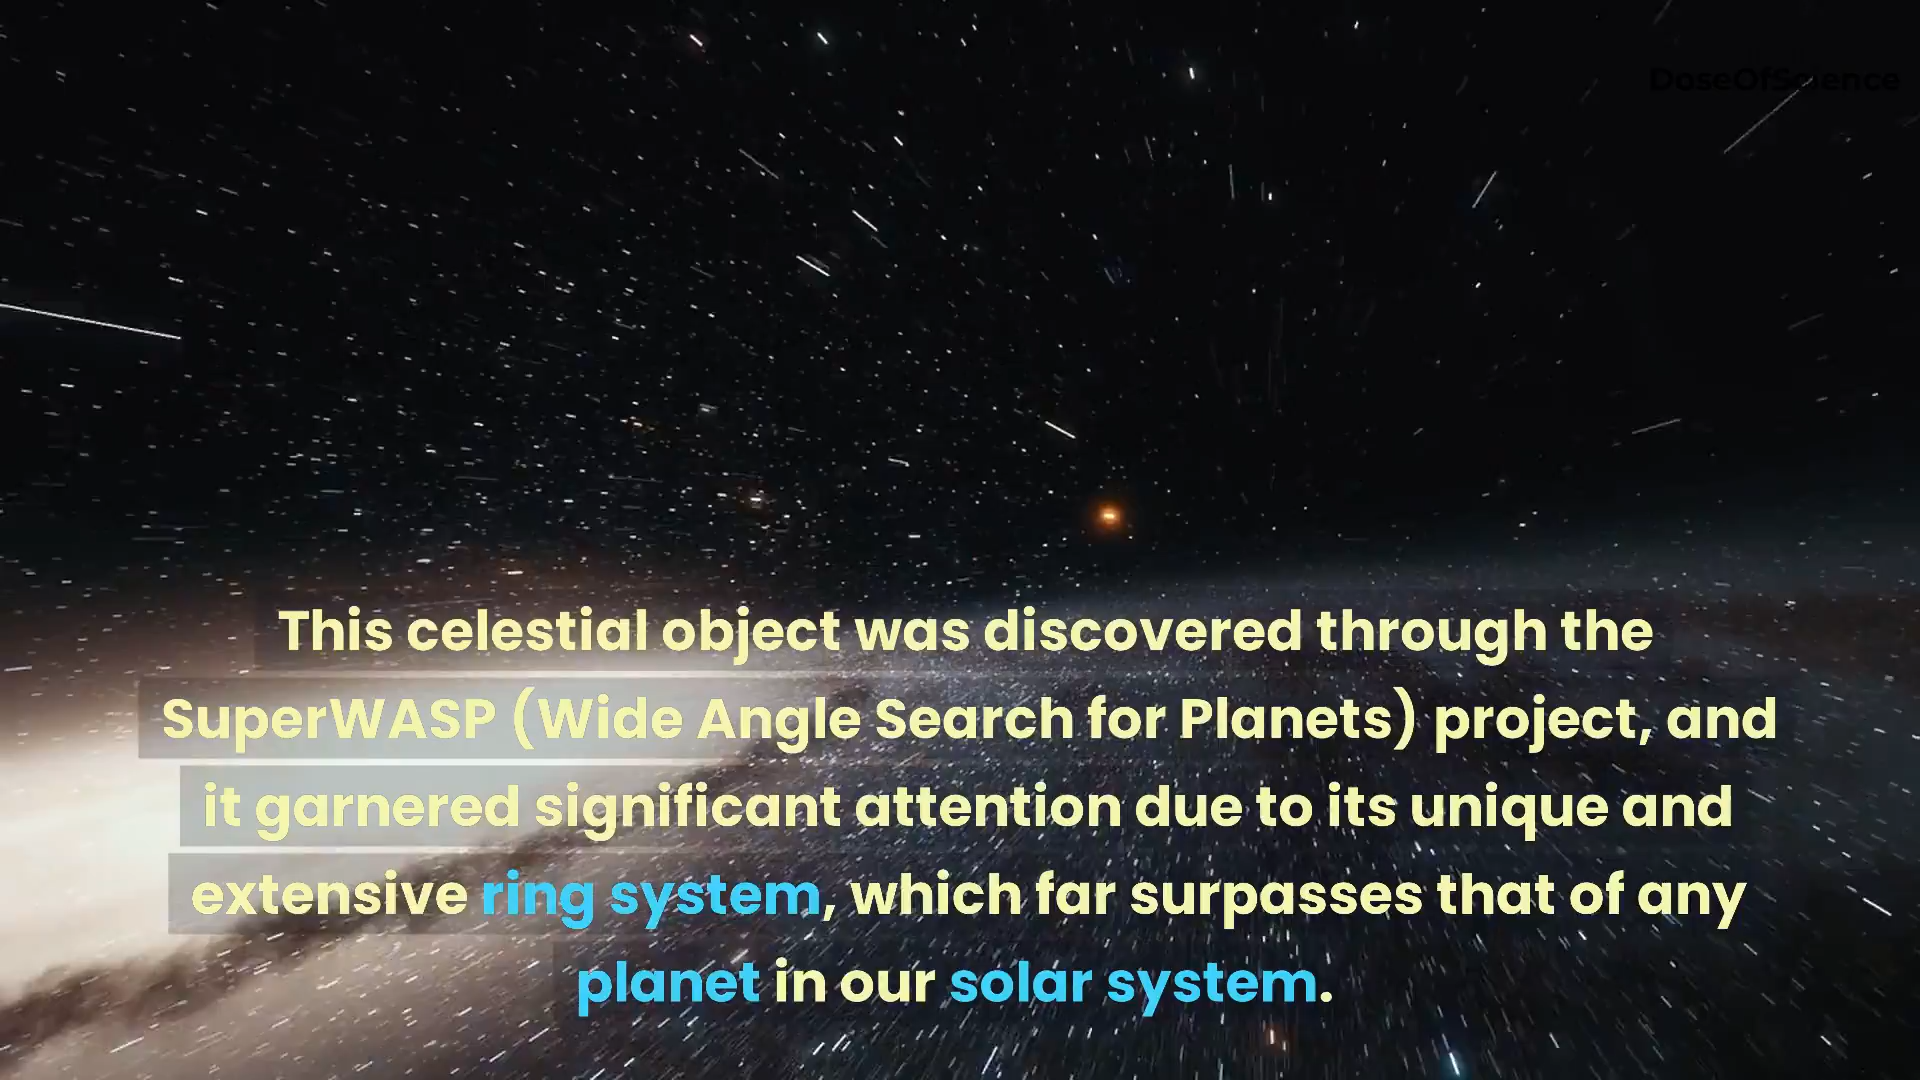 DoseOfScience
This celestial object was discovered through the
SuperWASP (Wide Angle Search for Planets) project, and
it garnered significant attention due to its unique and
extensive ring system, which far surpasses that of any
planet in our solar system.